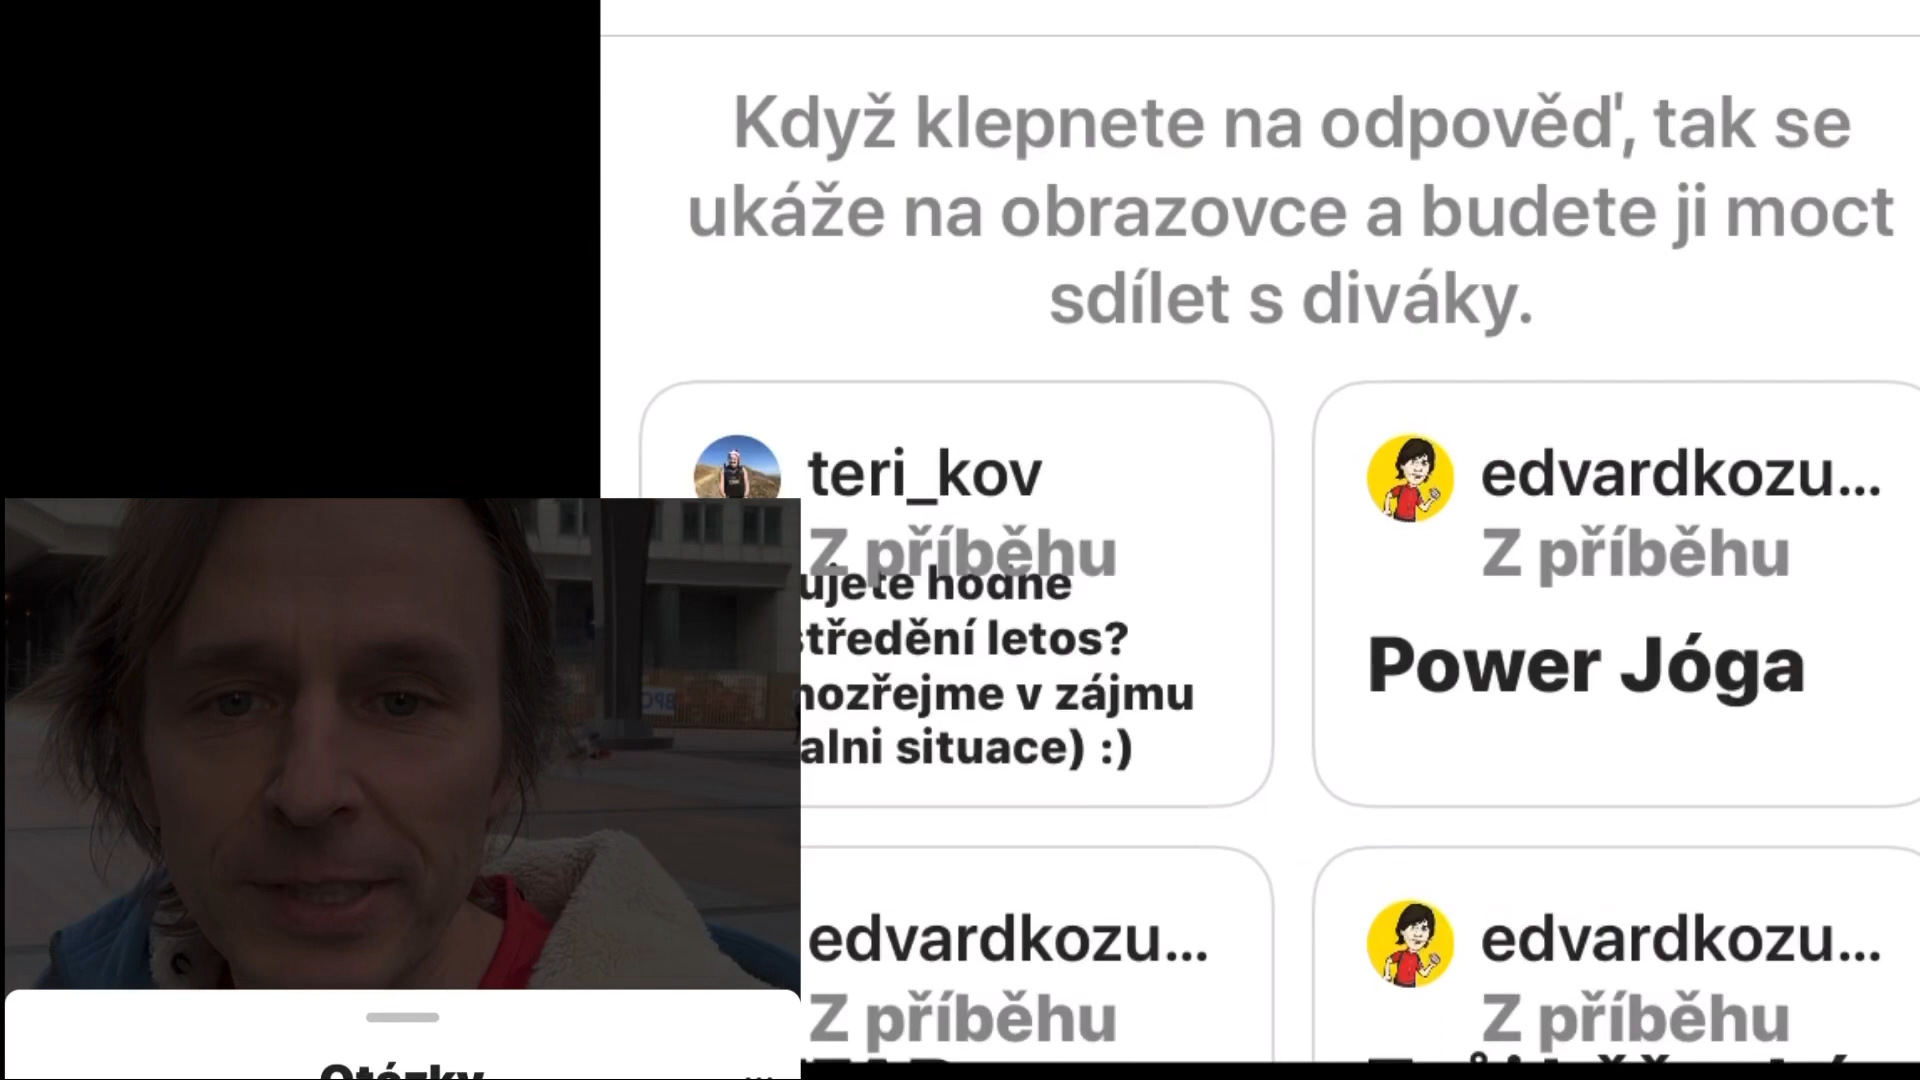 Když klepnete na odpověď, tak se
ukáže na obrazovce a budete ji moct
sdílet s diváky.
teri_kov
Z příběhu
ujete hodne
středění letos?
nozřejme v zájmu
alni situace) :)
edvardkozu...
Z příběhu
Power Jóga
edvardkozu...
Z příběhu
edvardkozu...
Z příběhu
Otázky